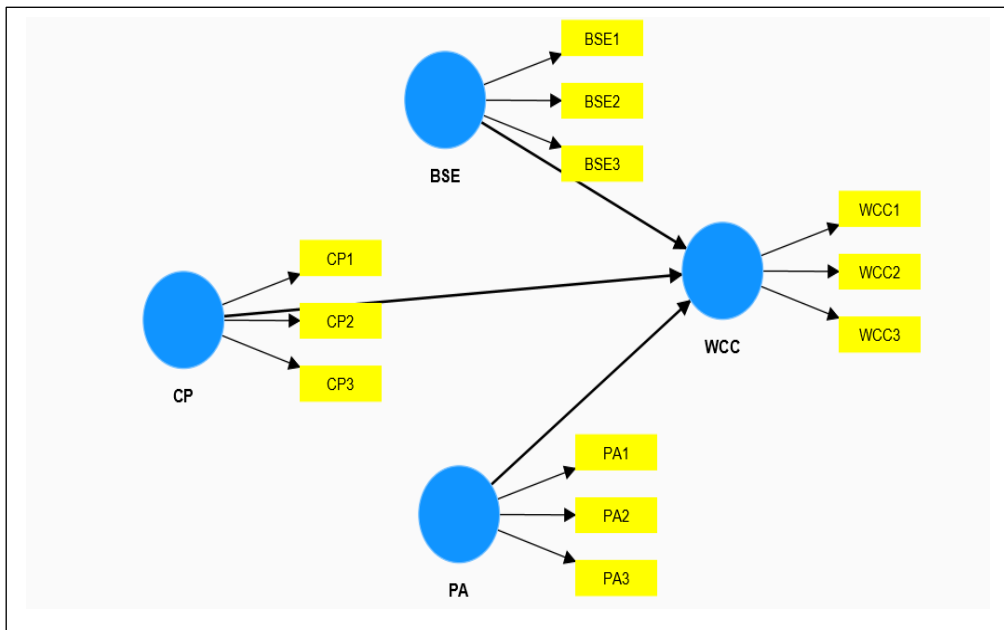 BSE1
BSE2
BSE3
BSE
WCC1
WCC2
WCC3
WCC
CP1
CP2
CP3
CP
PA1
PA2
PA3
PA